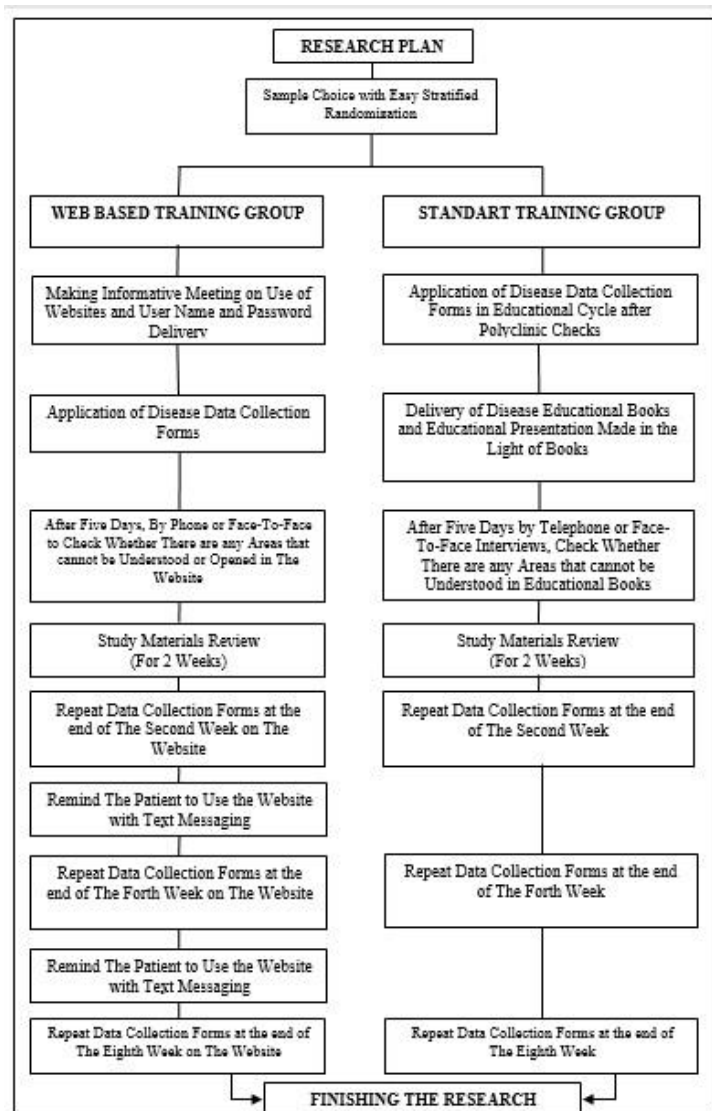 RESEARCH PLAN
Sample Choice with Easy Stratified
Randomization
WEB BASED TRAINING GROUP
Making Informative Meeting on Use of
Websites and User Name and Password
Delivery
Application of Disease Data Collection
Forms
After Five Days, By Phone or Face-To-Face
to Check Whether There are any Areas that
cannot be Understood or Opened in The
Website
Study Materials Review
(For 2 Weeks)
Repeat Data Collection Forms at the
end of The Second Week on The
Website
Remind The Patient to Use the Website
with Text Messaging
Repeat Data Collection Forms at the
end of The Forth Week on The Website
Remind The Patient to Use the Website
with Text Messaging
Repeat Data Collection Forms at the end of
The Eighth Week on The Website
STANDART TRAINING GROUP
Application of Disease Data Collection
Forms in Educational Cycle after
Polyclinic Checks
Delivery of Disease Educational Books
and Educational Presentation Made in the
Light of Books
After Five Days by Telephone or Face-
To-Face Interviews, Check Whether
There are any Areas that cannot be
Understood in Educational Books
Study Materials Review
(For 2 Weeks)
Repeat Data Collection Forms at the end
of The Second Week
Repeat Data Collection Forms at the end
of The Forth Week
Repeat Data Collection Forms at the end of
The Eighth Week
FINISHING THE RESEARCH